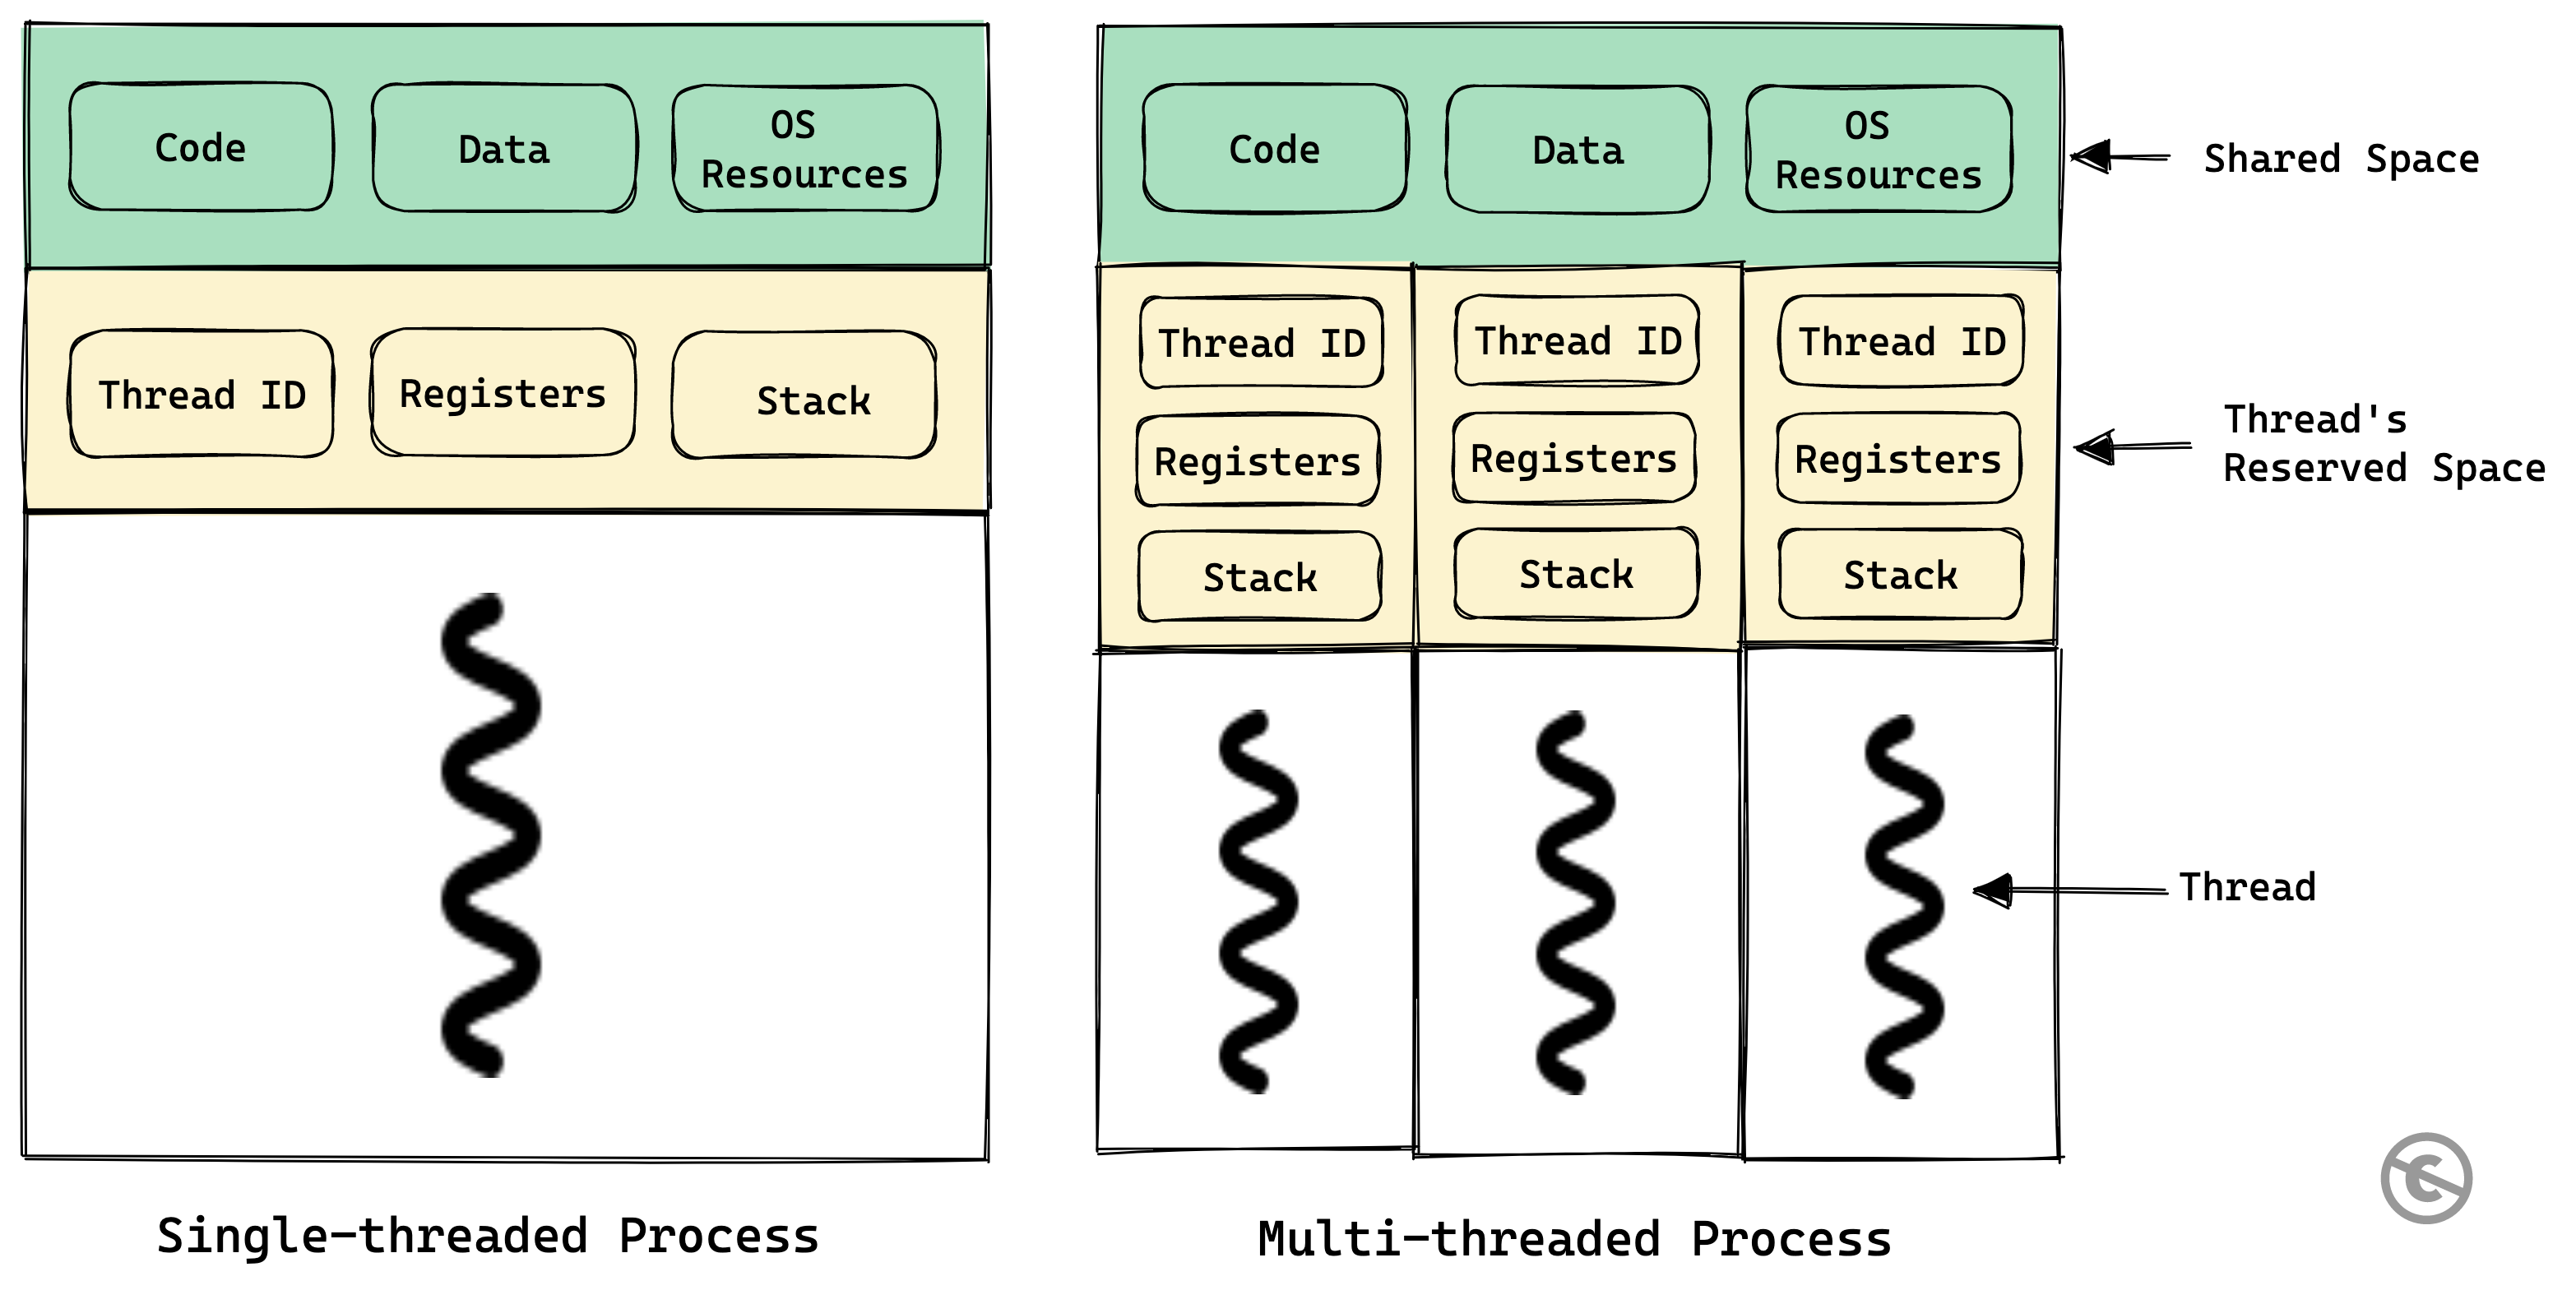 Code
Data
OS
Resources
Thread ID
Registers
Stack
Single-threaded Process
Code
Data
OS
Resources
Shared Space
Thread ID
Registers
Stack
Thread ID
Registers
Stack
Thread ID
Registers
Stack
Thread's
Reserved Space
Thread
Multi-threaded Process